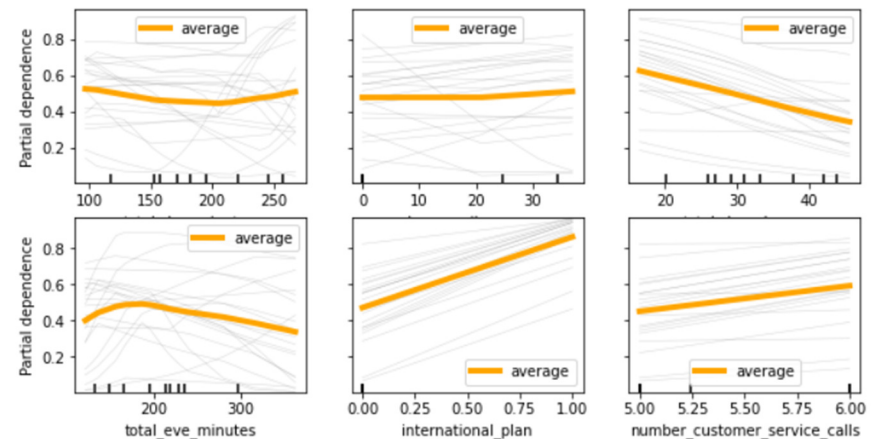 average average average
0.8
Partial dependence
0.6
0.4
0.2
100 150 200 250 0 10 20 30 20 30 40
average average average
0.8
Partial dependence
0.6
0.4
0.2
200 300 0.00 0.25 0.50 0.75 1.00 5.00 5.25 5.50 5.75 6.00
total_eve_minutes international_plan number_customer_service_calls